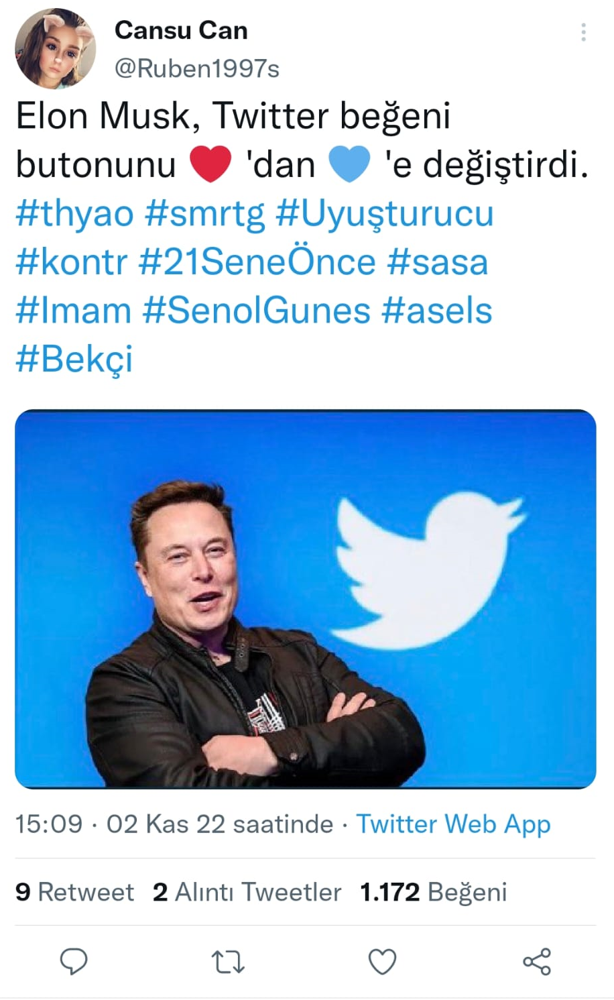 Cansu Can
@Ruben1997s
Elon Musk, Twitter beğeni
butonunu ❤️ 'dan 💙 'e değiştirdi.
#thyao #smrtg #Uyuşturucu
#kontr #21SeneÖnce #sasa
#Imam #SenolGunes #asels
#Bekçi
15:09 · 02 Kas 22 saatinde · Twitter Web App
9 Retweet 2 Alıntı Tweetler 1.172 Beğeni